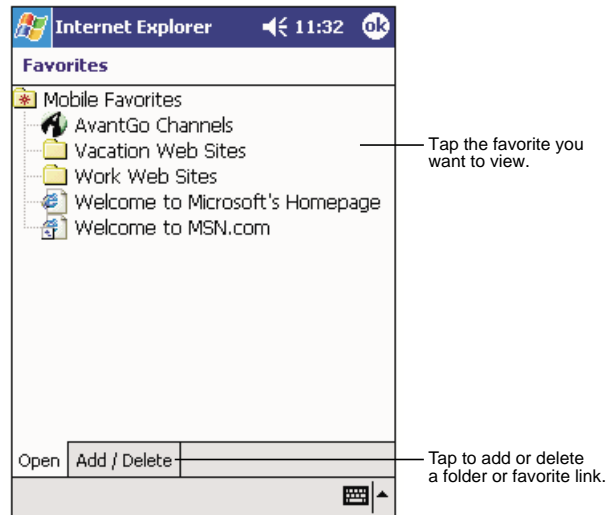 Internet Explorer 11:32 ok
Favorites
Mobile Favorites
AvantGo Channels
Vacation Web Sites
Work Web Sites
Welcome to Microsoft's Homepage
Welcome to MSN.com
Tap the favorite you
want to view.
Open Add / Delete
Tap to add or delete
a folder or favorite link.